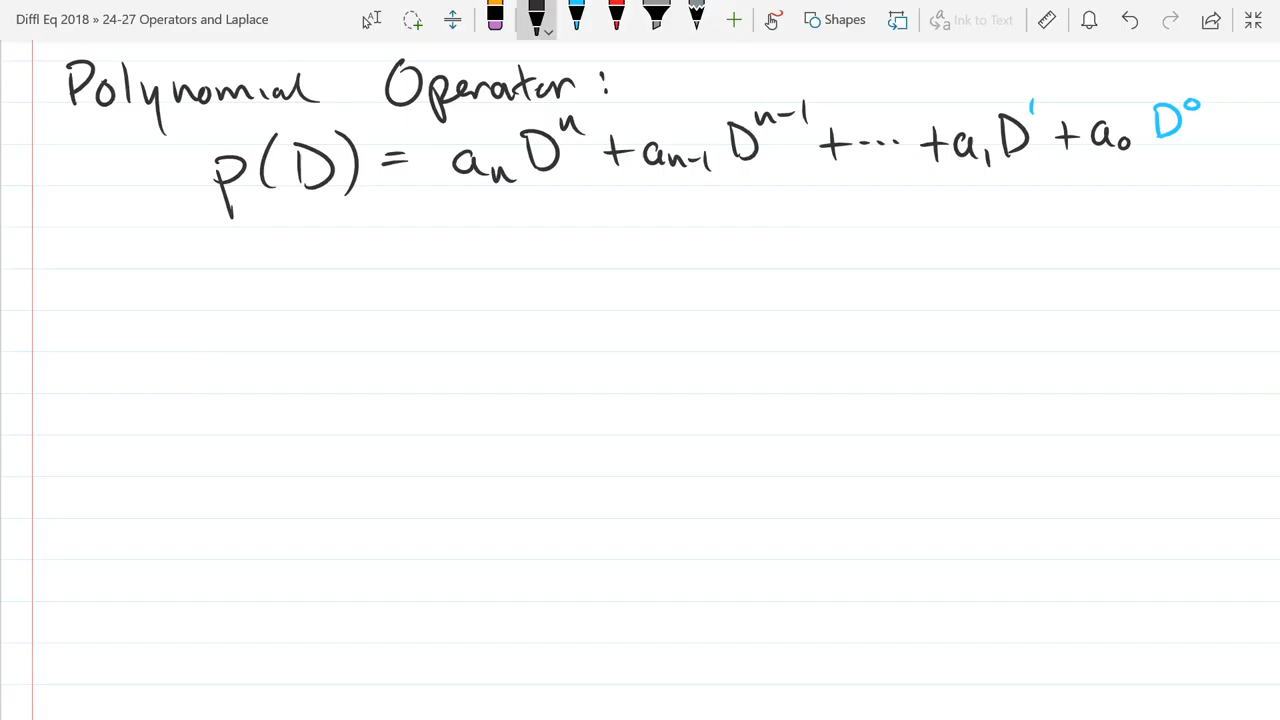 Diffl Eq 2018 » 24-27 Operators and Laplace
Shapes
Ink to Text
Polynomial Operator:
p(D) = aₙDⁿ + aₙ₋₁Dⁿ⁻¹ + ... + a₁D¹ + a₀D⁰